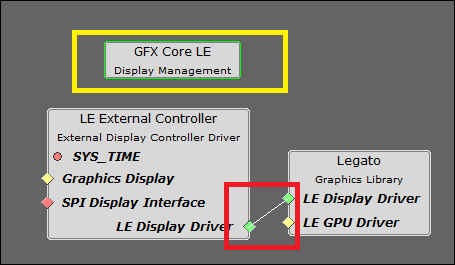 GFX Core LE
Display Management
LE External Controller
External Display Controller Driver
SYS_TIME
Graphics Display
SPI Display Interface
LE Display Driver
Legato
Graphics Library
LE Display Driver
LE GPU Driver